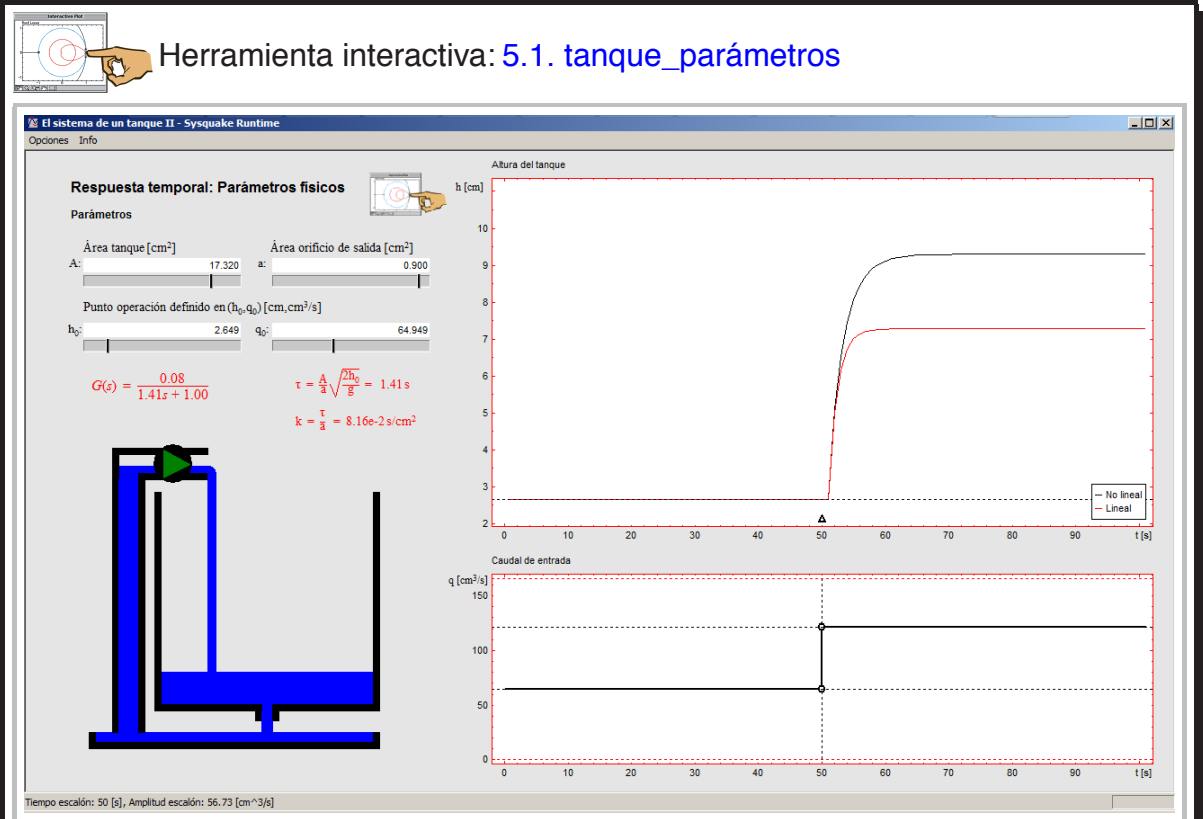 Herramienta interactiva: 5.1. tanque_parámetros
El sistema de un tanque II - Sysquake Runtime
Opciones Info
Respuesta temporal: Parámetros físicos
Parámetros
Área tanque [cm²]
A: 17.320
Área orificio de salida [cm²]
a: 0.900
Punto operación definido en (h₀,q₀) [cm,cm³/s]
h₀: 2.649
q₀: 64.949
G(s) = 0.08 / 1.41s + 1.00
τ = A/a √2h₀/g = 1.41 s
k = τ/a = 8.16e-2 s/cm²
Altura del tanque
h [cm]
10
9
8
7
6
5
4
3
2
0 10 20 30 40 50 60 70 80 90 t [s]
No lineal
Lineal
Caudal de entrada
q [cm³/s]
150
100
50
0
0 10 20 30 40 50 60 70 80 90 t [s]
Tiempo escalón: 50 [s], Amplitud escalón: 56.73 [cm^3/s]